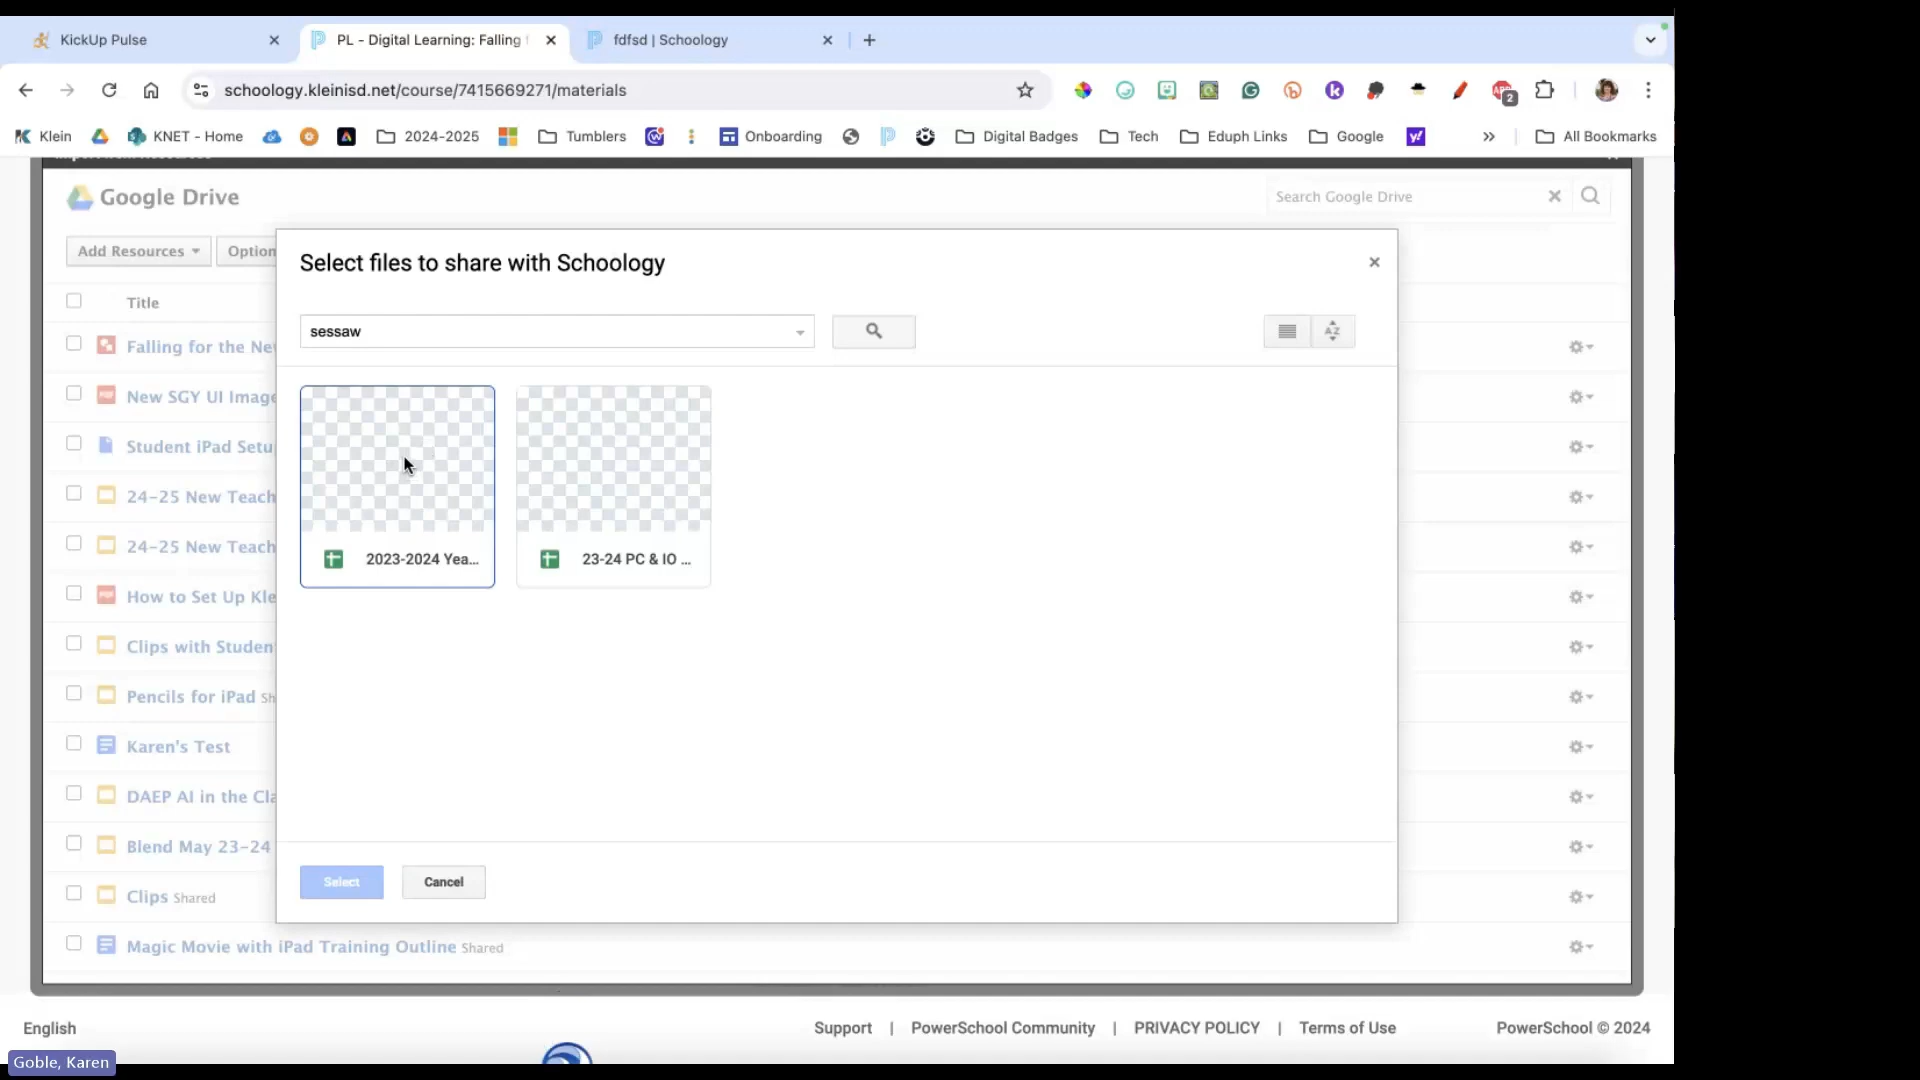 KickUp Pulse
PL - Digital Learning: Falling
fdfsd | Schoology
schoology.kleinisd.net/course/7415669271/materials
2
Klein
KNET - Home
2024-2025
Tumblers
Onboarding
Digital Badges
Tech
Eduph Links
Google
All Bookmarks
Google Drive
Search Google Drive
Add Resources
Option
Select files to share with Schoology
sessaw
Title
Falling for the Ne
New SGY UI Image
Student iPad Setu
24-25 New Teach
24-25 New Teach
How to Set Up Kle
Clips with Studen
Pencils for iPad Sh
Karen's Test
DAEP AI in the Cla
Blend May 23-24
Clips Shared
Magic Movie with iPad Training Outline Shared
2023-2024 Yea...
23-24 PC & IO ...
Select
Cancel
English
Support | PowerSchool Community | PRIVACY POLICY | Terms of Use
PowerSchool © 2024
Goble, Karen